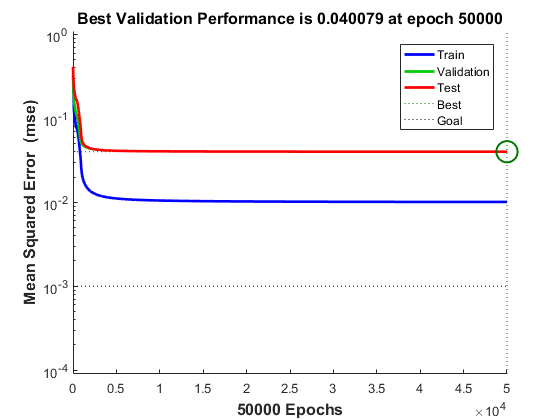 Best Validation Performance is 0.040079 at epoch 50000
Mean Squared Error (mse)
10^0
10^-1
10^-2
10^-3
10^-4
Train
Validation
Test
Best
Goal
0 0.5 1 1.5 2 2.5 3 3.5 4 4.5 5
×10^4
50000 Epochs